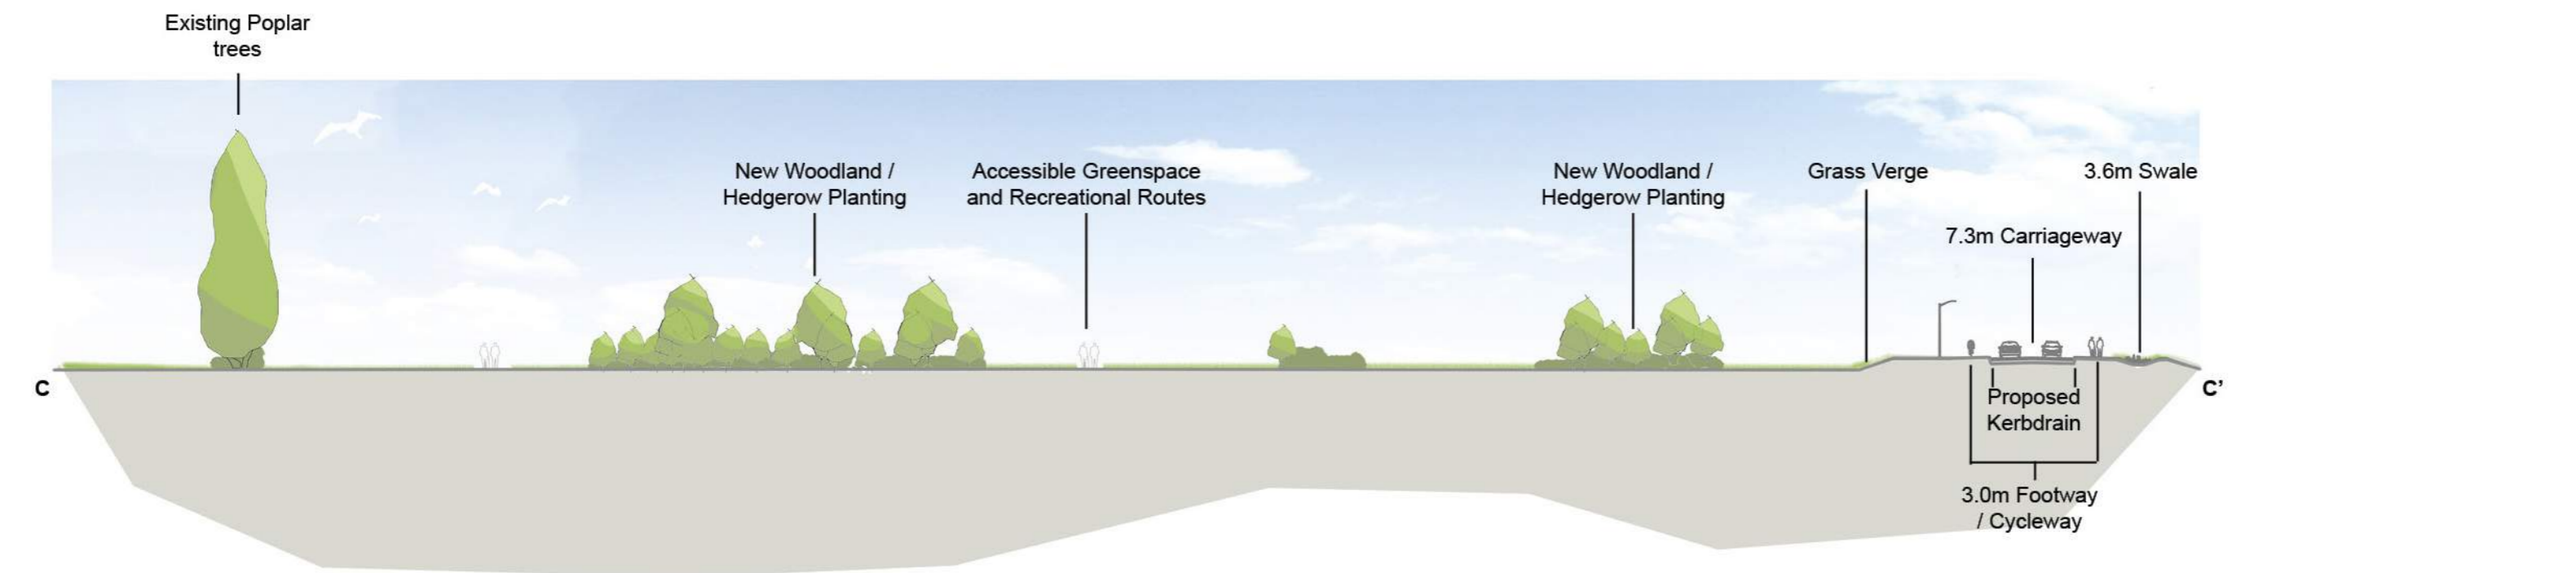 Existing Poplar
trees
New Woodland /
Hedgerow Planting
Accessible Greenspace
and Recreational Routes
New Woodland /
Hedgerow Planting
Grass Verge
3.6m Swale
7.3m Carriageway
C
C’
Proposed
Kerbdrain
3.0m Footway
/ Cycleway